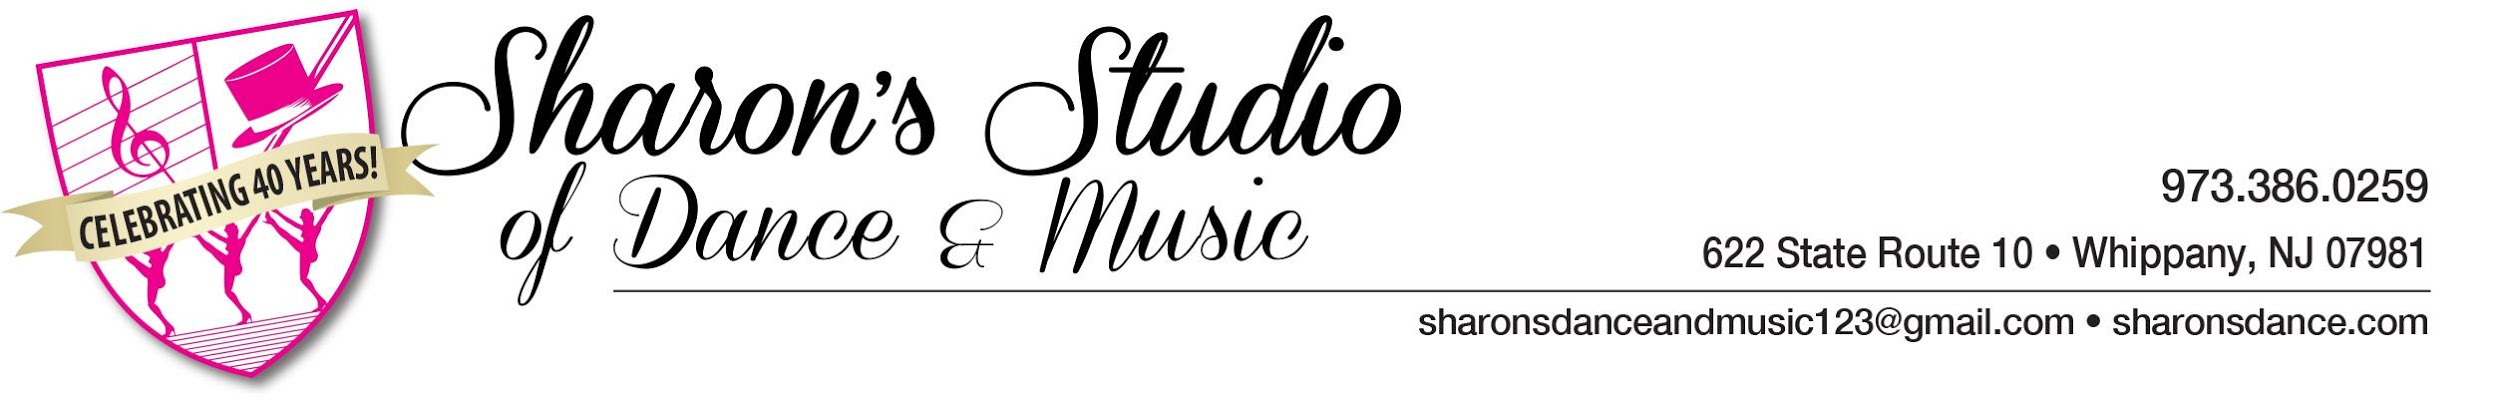 CELEBRATING 40 YEARS!
Sharon's Studio
of Dance & Music
973.386.0259
622 State Route 10 • Whippany, NJ 07981
sharonsdanceandmusic123@gmail.com • sharonsdance.com